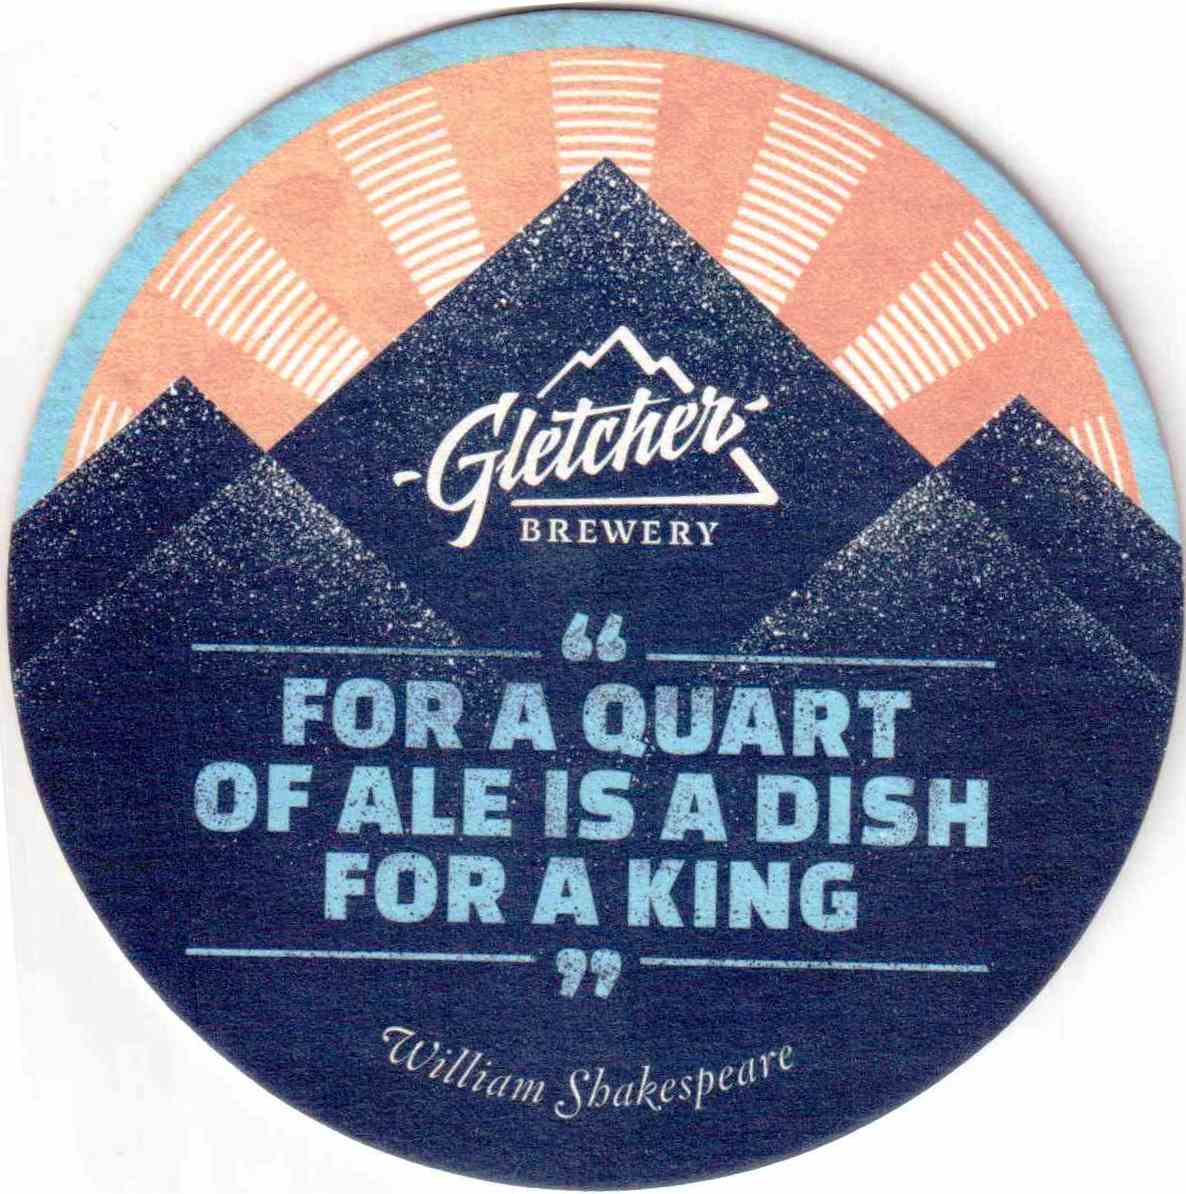 Gletcher
BREWERY
“
FOR A QUART
OF ALE IS A DISH
FOR A KING
”
William Shakespeare